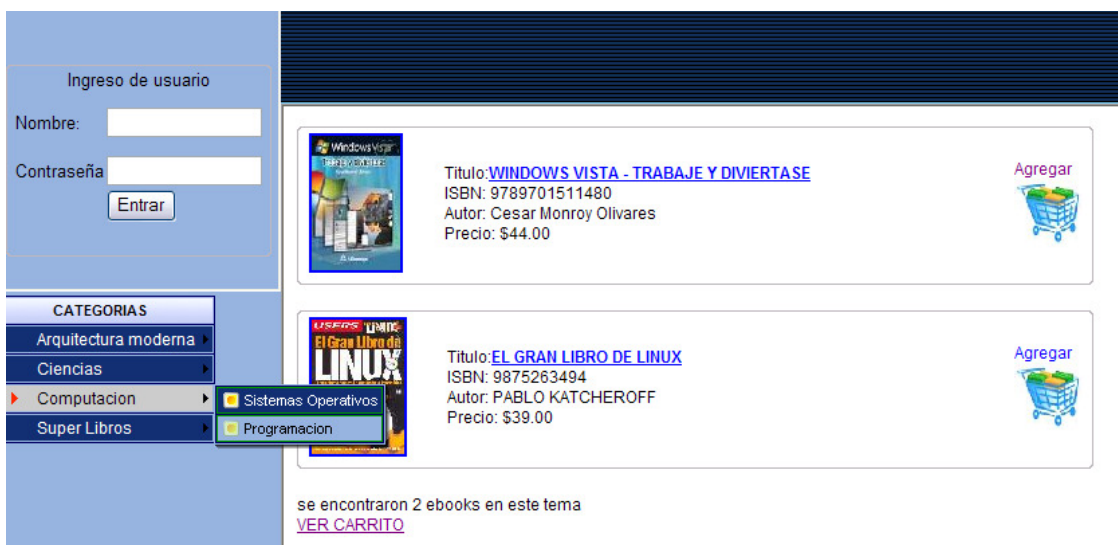 Ingreso de usuario
Nombre:
Contraseña
Entrar
CATEGORIAS
Arquitectura moderna
Ciencias
Computacion
Super Libros
Sistemas Operativos
Programacion
Windows Vista
Titulo:WINDOWS VISTA - TRABAJE Y DIVIERTASE
ISBN: 9789701511480
Autor: Cesar Monroy Olivares
Precio: $44.00
Agregar
USERS
El Gran Libro de
LINUX
Titulo:EL GRAN LIBRO DE LINUX
ISBN: 9875263494
Autor: PABLO KATCHEROFF
Precio: $39.00
Agregar
se encontraron 2 ebooks en este tema
VER CARRITO